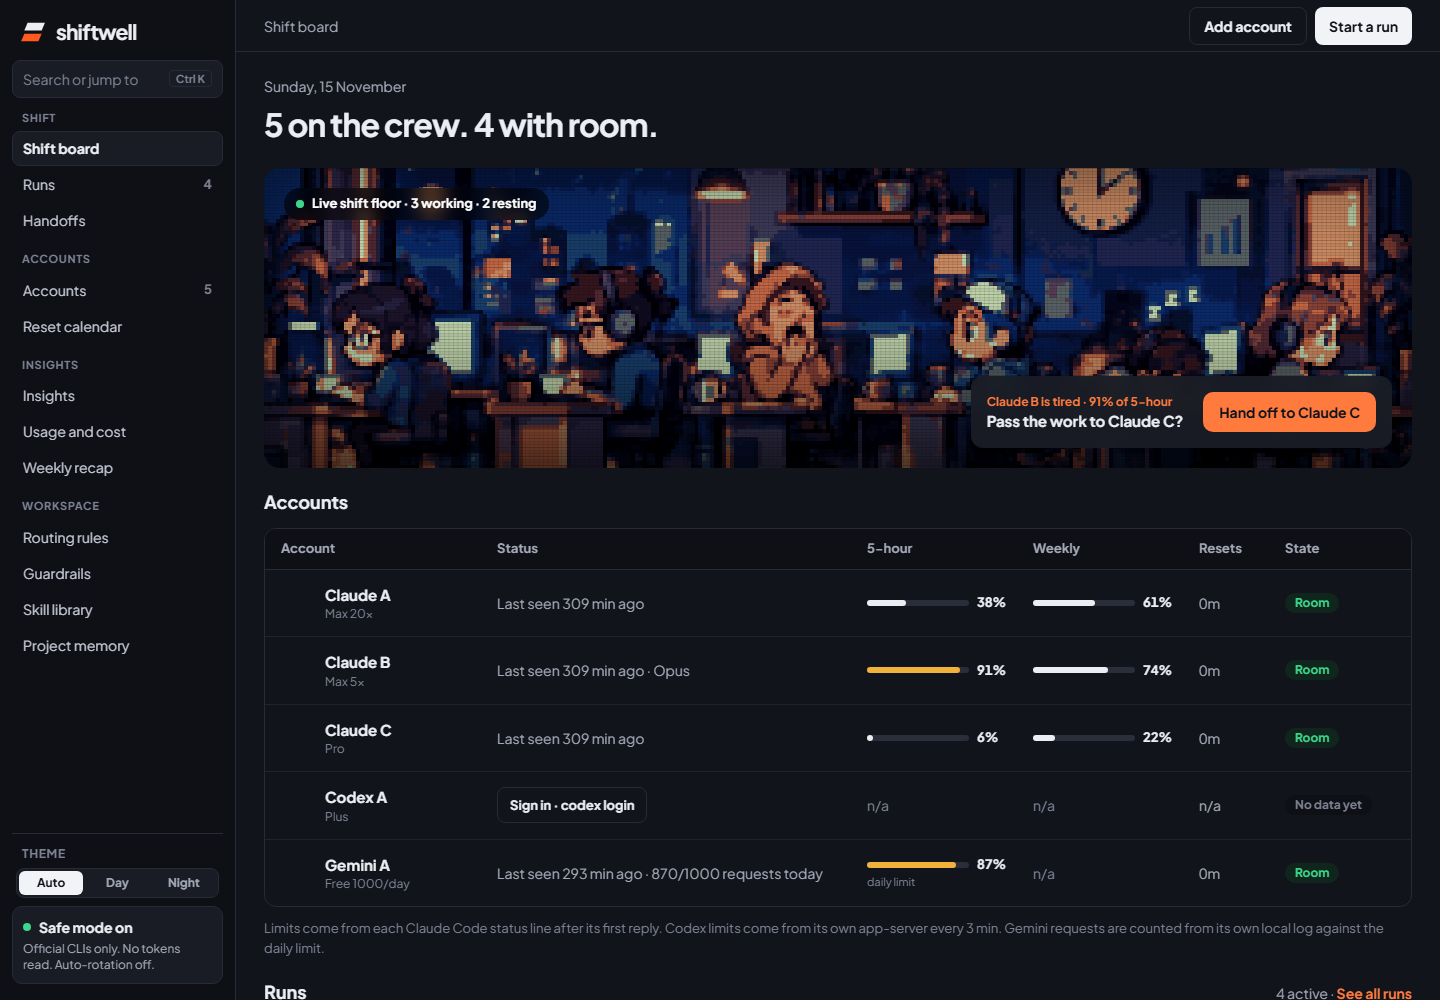 shiftwell
Search or jump to
Ctrl K
SHIFT
Shift board
Runs 4
Handoffs
ACCOUNTS
Accounts 5
Reset calendar
INSIGHTS
Insights
Usage and cost
Weekly recap
WORKSPACE
Routing rules
Guardrails
Skill library
Project memory
THEME
Auto Day Night
Safe mode on
Official CLIs only. No tokens
read. Auto-rotation off.
Shift board
Add account
Start a run
Sunday, 15 November
5 on the crew. 4 with room.
Live shift floor · 3 working · 2 resting
Claude B is tired · 91% of 5-hour
Pass the work to Claude C?
Hand off to Claude C
Accounts
Account Status 5-hour Weekly Resets State
Claude A
Max 20×
Last seen 309 min ago 38% 61% 0m Room
Claude B
Max 5×
Last seen 309 min ago · Opus 91% 74% 0m Room
Claude C
Pro
Last seen 309 min ago 6% 22% 0m Room
Codex A
Plus
Sign in · codex login n/a n/a n/a No data yet
Gemini A
Free 1000/day
Last seen 293 min ago · 870/1000 requests today 87% n/a 0m Room
daily limit
Limits come from each Claude Code status line after its first reply. Codex limits come from its own app-server every 3 min. Gemini requests are counted from its own local log against the
daily limit.
Runs
4 active · See all runs